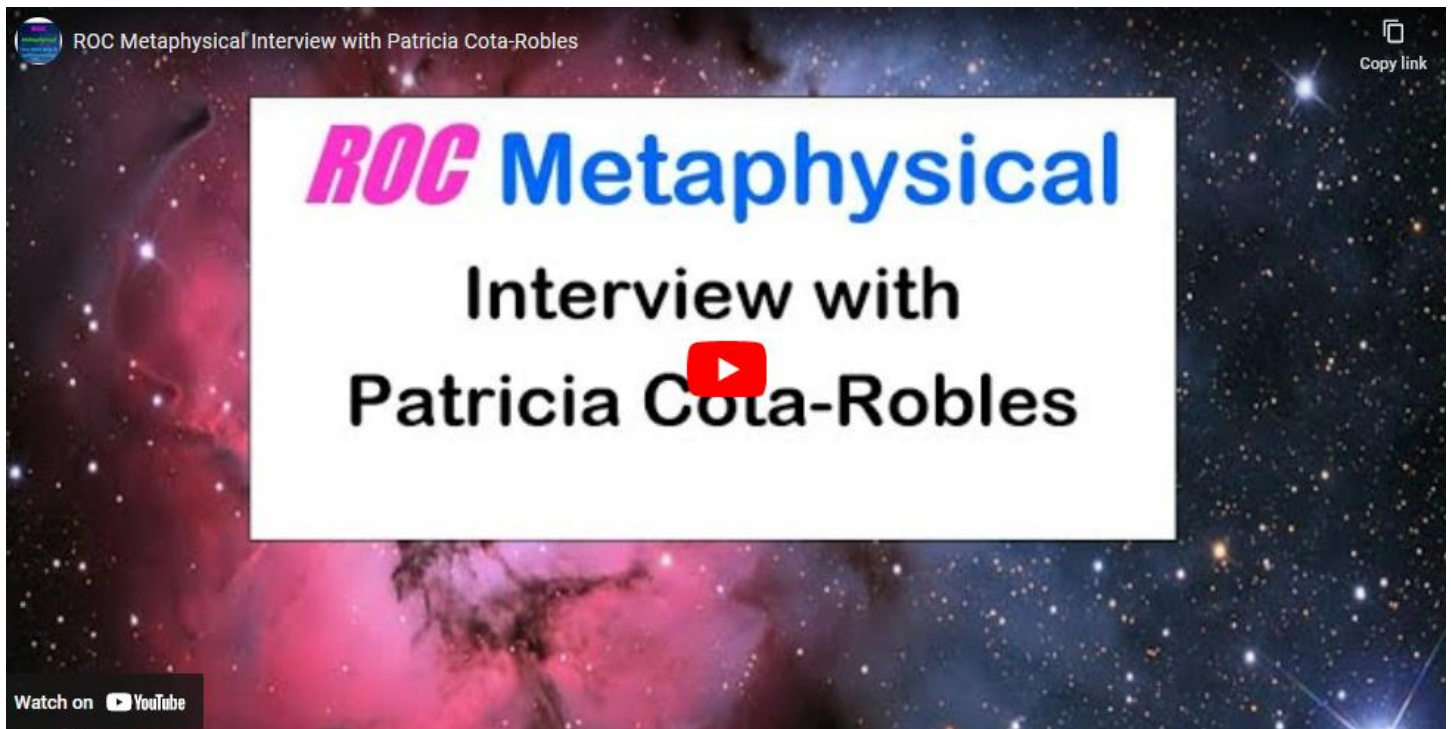 ROC Metaphysical Interview with Patricia Cota-Robles
Copy link
ROC Metaphysical
Interview with
Patricia Cota-Robles
Watch on YouTube